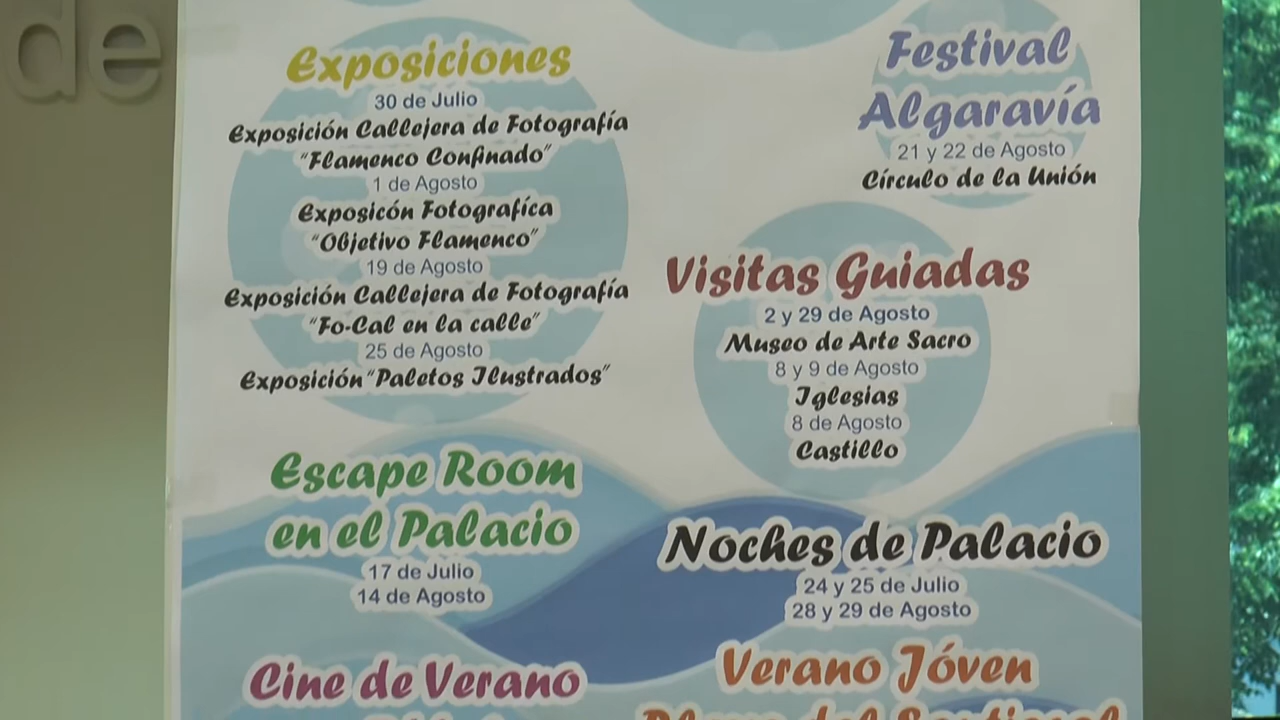 de
Exposiciones
30 de Julio
Exposición Callejera de Fotografía
"Flamenco Confinado"
1 de Agosto
Exposicón Fotografíca
"Objetivo Flamenco"
19 de Agosto
Exposición Callejera de Fotografía
"Fo-Cal en la calle"
25 de Agosto
Exposición "Paletos Ilustrados"
Escape Room
en el Palacio
17 de Julio
14 de Agosto
Cine de Verano
Festival
Algaravía
21 y 22 de Agosto
Círculo de la Unión
Visitas Guiadas
2 y 29 de Agosto
Museo de Arte Sacro
8 y 9 de Agosto
Iglesias
8 de Agosto
Castillo
Noches de Palacio
24 y 25 de Julio
28 y 29 de Agosto
Verano Jóven